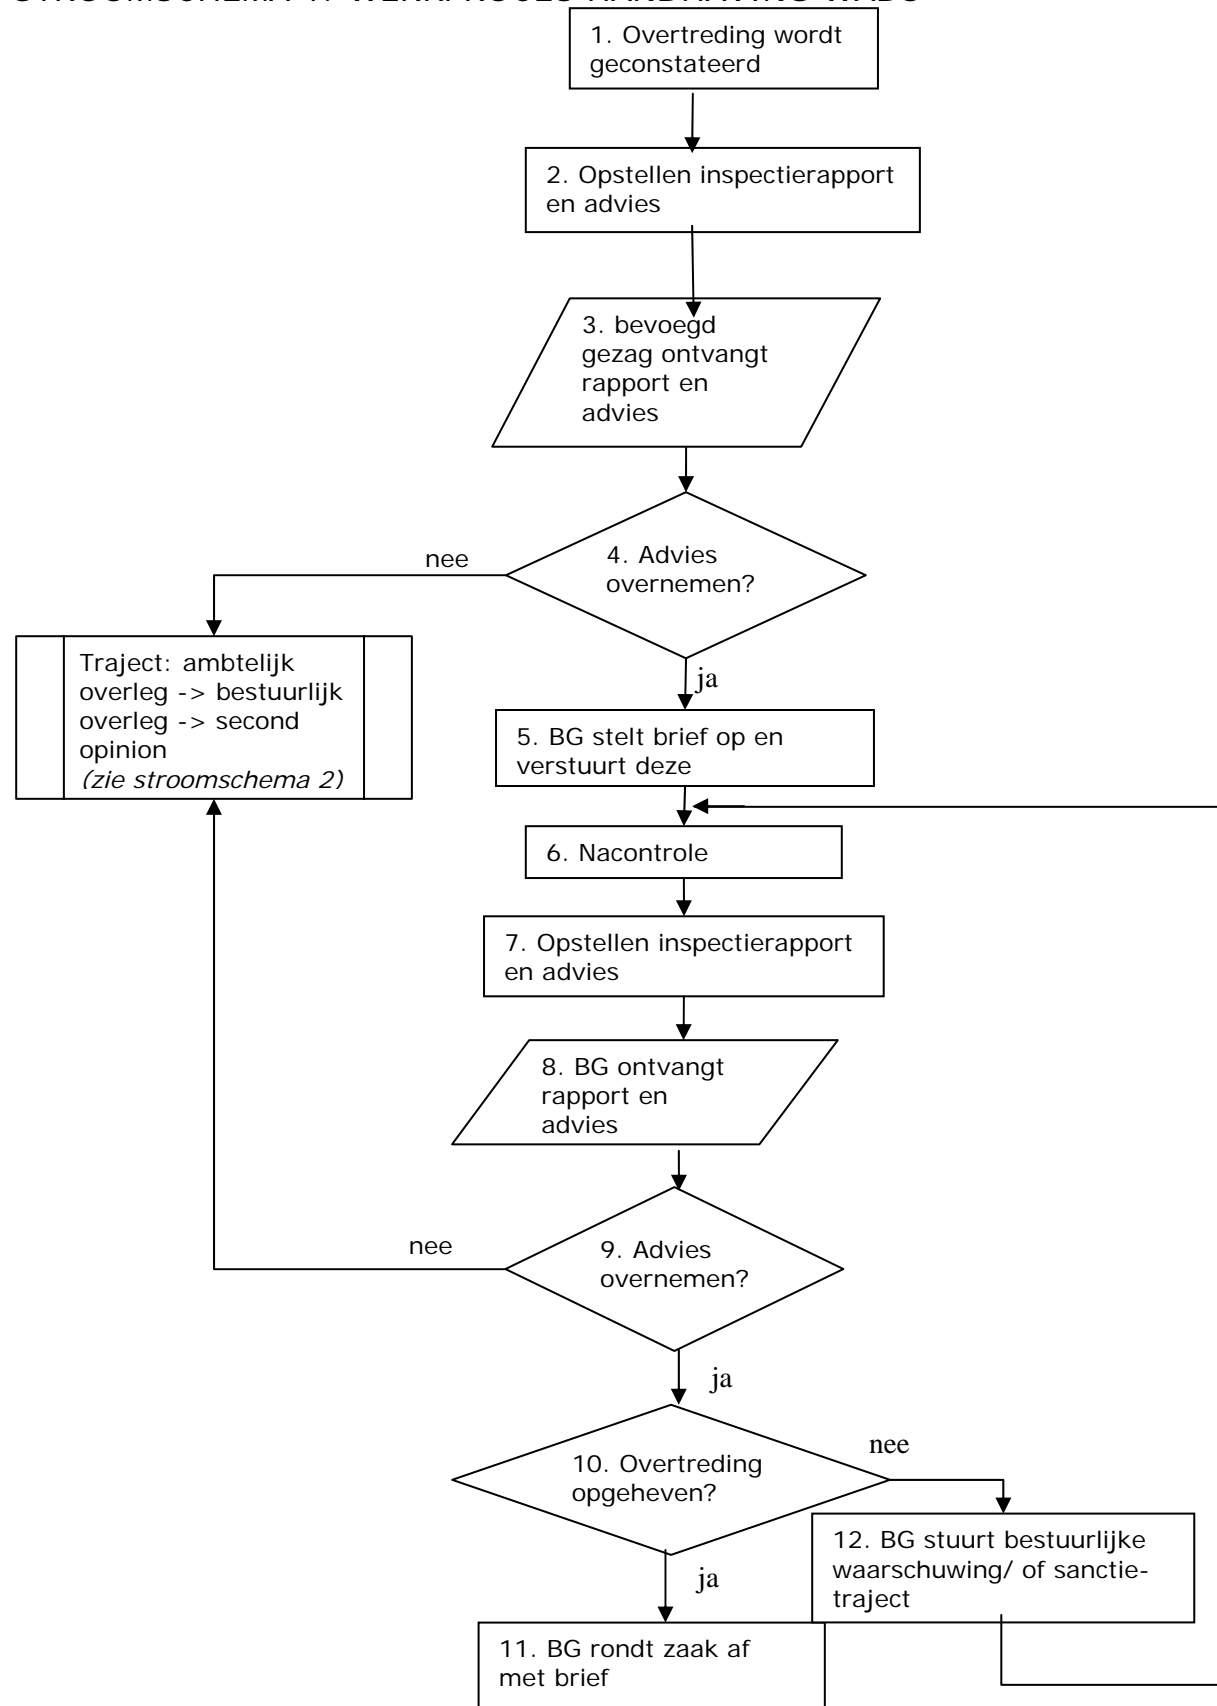 1. Overtreding wordt
geconstateerd
2. Opstellen inspectierapport
en advies
3. bevoegd
gezag ontvangt
rapport en
advies
4. Advies
overnemen?
nee
ja
Traject: ambtelijk
overleg -> bestuurlijk
overleg -> second
opinion
(zie stroomschema 2)
5. BG stelt brief op en
verstuurt deze
6. Nacontrole
7. Opstellen inspectierapport
en advies
8. BG ontvangt
rapport en
advies
9. Advies
overnemen?
nee
ja
10. Overtreding
opgeheven?
nee
ja
12. BG stuurt bestuurlijke
waarschuwing/ of sanctie-
traject
11. BG rondt zaak af
met brief